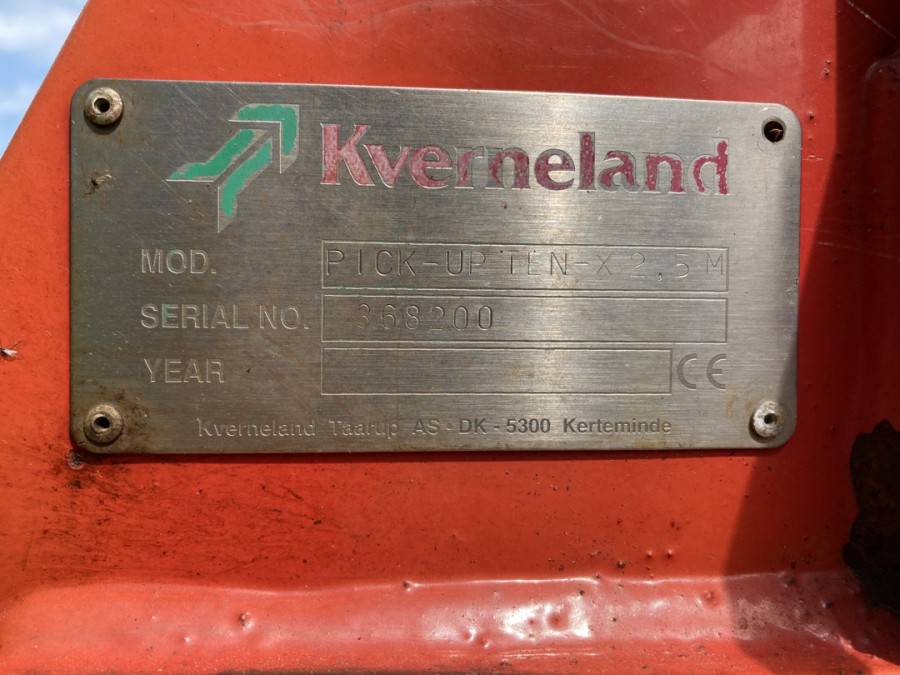 Kverneland
MOD. PICK-UP TEN-X 2,5 M
SERIAL NO. 368200
YEAR CE
Kverneland Taarup AS - DK - 5300 Kerteminde